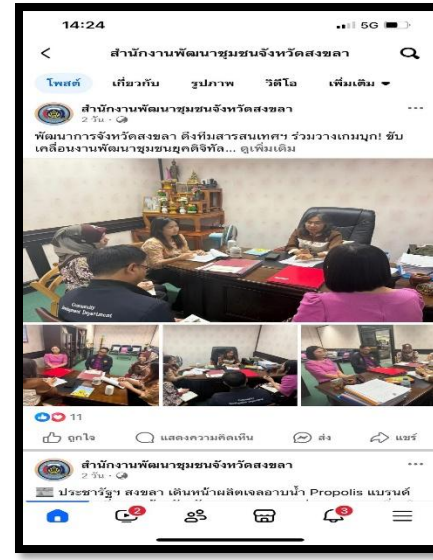 14:24
5G
สำนักงานพัฒนาชุมชนจังหวัดสงขลา
โพสต์ เกี่ยวกับ รูปภาพ วิดีโอ เพิ่มเติม
สำนักงานพัฒนาชุมชนจังหวัดสงขลา
2 วัน ·
พัฒนาการจังหวัดสงขลา ดึงทีมสารสนเทศฯ ร่วมวางเกมบุก! ขับ
เคลื่อนงานพัฒนาชุมชนยุคดิจิทัล... ดูเพิ่มเติม
Community
Development Department
11
ถูกใจ แสดงความคิดเห็น ส่ง แชร์
สำนักงานพัฒนาชุมชนจังหวัดสงขลา
2 วัน ·
ประชารัฐฯ สงขลา เดินหน้าผลิตเจลอาบน้ำ Propolis แบรนด์
2 3